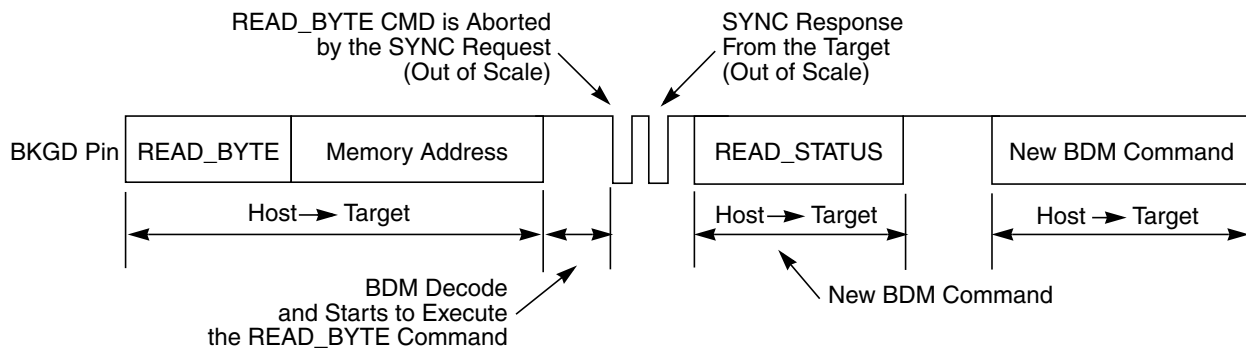 READ_BYTE CMD is Aborted
by the SYNC Request
(Out of Scale)
SYNC Response
From the Target
(Out of Scale)
BKGD Pin
READ_BYTE
Memory Address
READ_STATUS
New BDM Command
Host Target
Host Target
Host Target
BDM Decode
and Starts to Execute
the READ_BYTE Command
New BDM Command